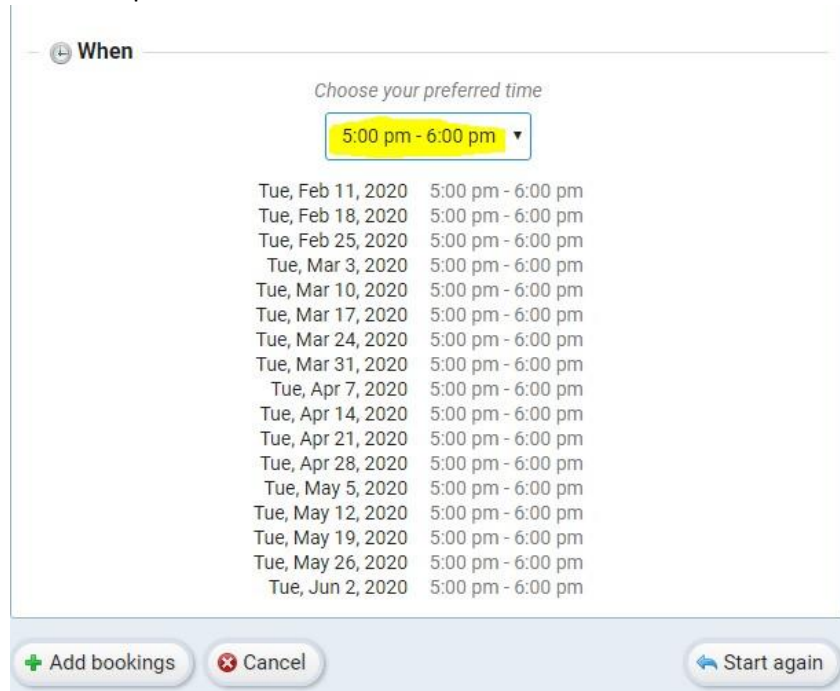 When
Choose your preferred time
5:00 pm - 6:00 pm
Tue, Feb 11, 2020 5:00 pm - 6:00 pm
Tue, Feb 18, 2020 5:00 pm - 6:00 pm
Tue, Feb 25, 2020 5:00 pm - 6:00 pm
Tue, Mar 3, 2020 5:00 pm - 6:00 pm
Tue, Mar 10, 2020 5:00 pm - 6:00 pm
Tue, Mar 17, 2020 5:00 pm - 6:00 pm
Tue, Mar 24, 2020 5:00 pm - 6:00 pm
Tue, Mar 31, 2020 5:00 pm - 6:00 pm
Tue, Apr 7, 2020 5:00 pm - 6:00 pm
Tue, Apr 14, 2020 5:00 pm - 6:00 pm
Tue, Apr 21, 2020 5:00 pm - 6:00 pm
Tue, Apr 28, 2020 5:00 pm - 6:00 pm
Tue, May 5, 2020 5:00 pm - 6:00 pm
Tue, May 12, 2020 5:00 pm - 6:00 pm
Tue, May 19, 2020 5:00 pm - 6:00 pm
Tue, May 26, 2020 5:00 pm - 6:00 pm
Tue, Jun 2, 2020 5:00 pm - 6:00 pm
Add bookings Cancel Start again